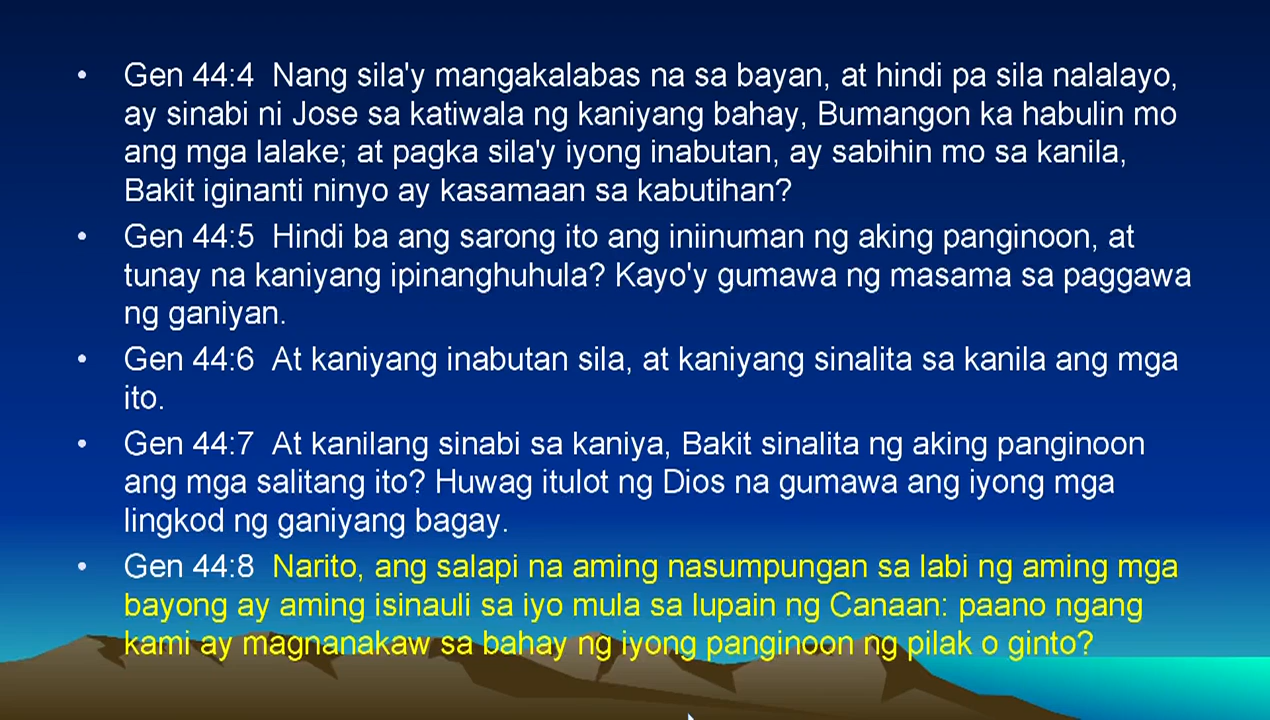 • Gen 44:4 Nang sila'y mangakalabas na sa bayan, at hindi pa sila nalalayo,
ay sinabi ni Jose sa katiwala ng kaniyang bahay, Bumangon ka habulin mo
ang mga lalake; at pagka sila'y iyong inabutan, ay sabihin mo sa kanila,
Bakit iginanti ninyo ay kasamaan sa kabutihan?
• Gen 44:5 Hindi ba ang sarong ito ang iniinuman ng aking panginoon, at
tunay na kaniyang ipinanghuhula? Kayo'y gumawa ng masama sa paggawa
ng ganiyan.
• Gen 44:6 At kaniyang inabutan sila, at kaniyang sinalita sa kanila ang mga
ito.
• Gen 44:7 At kanilang sinabi sa kaniya, Bakit sinalita ng aking panginoon
ang mga salitang ito? Huwag itulot ng Dios na gumawa ang iyong mga
lingkod ng ganiyang bagay.
• Gen 44:8 Narito, ang salapi na aming nasumpungan sa labi ng aming mga
bayong ay aming isinauli sa iyo mula sa lupain ng Canaan: paano ngang
kami ay magnanakaw sa bahay ng iyong panginoon ng pilak o ginto?